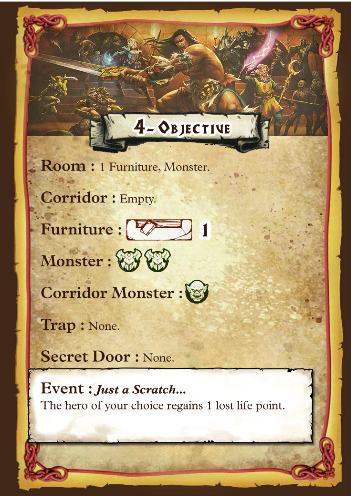 4- Objective
Room : 1 Furniture, Monster.
Corridor : Empty.
Furniture : 1
Monster :
Corridor Monster :
Trap : None.
Secret Door : None.
Event : Just a Scratch...
The hero of your choice regains 1 lost life point.